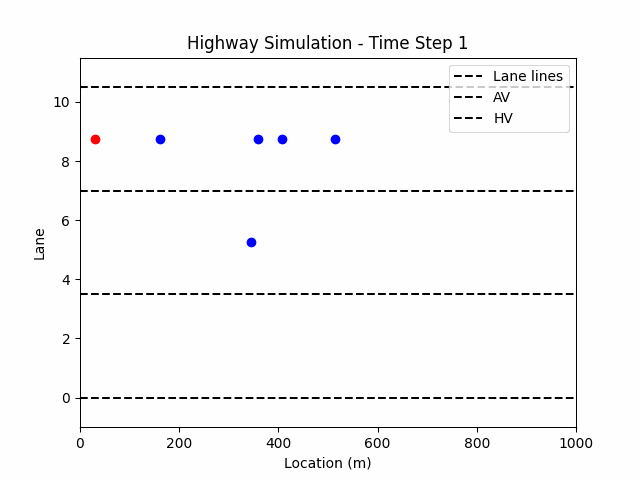 Highway Simulation - Time Step 1
Lane lines
AV
HV
10
8
6
4
2
0
Lane
0 200 400 600 800 1000
Location (m)